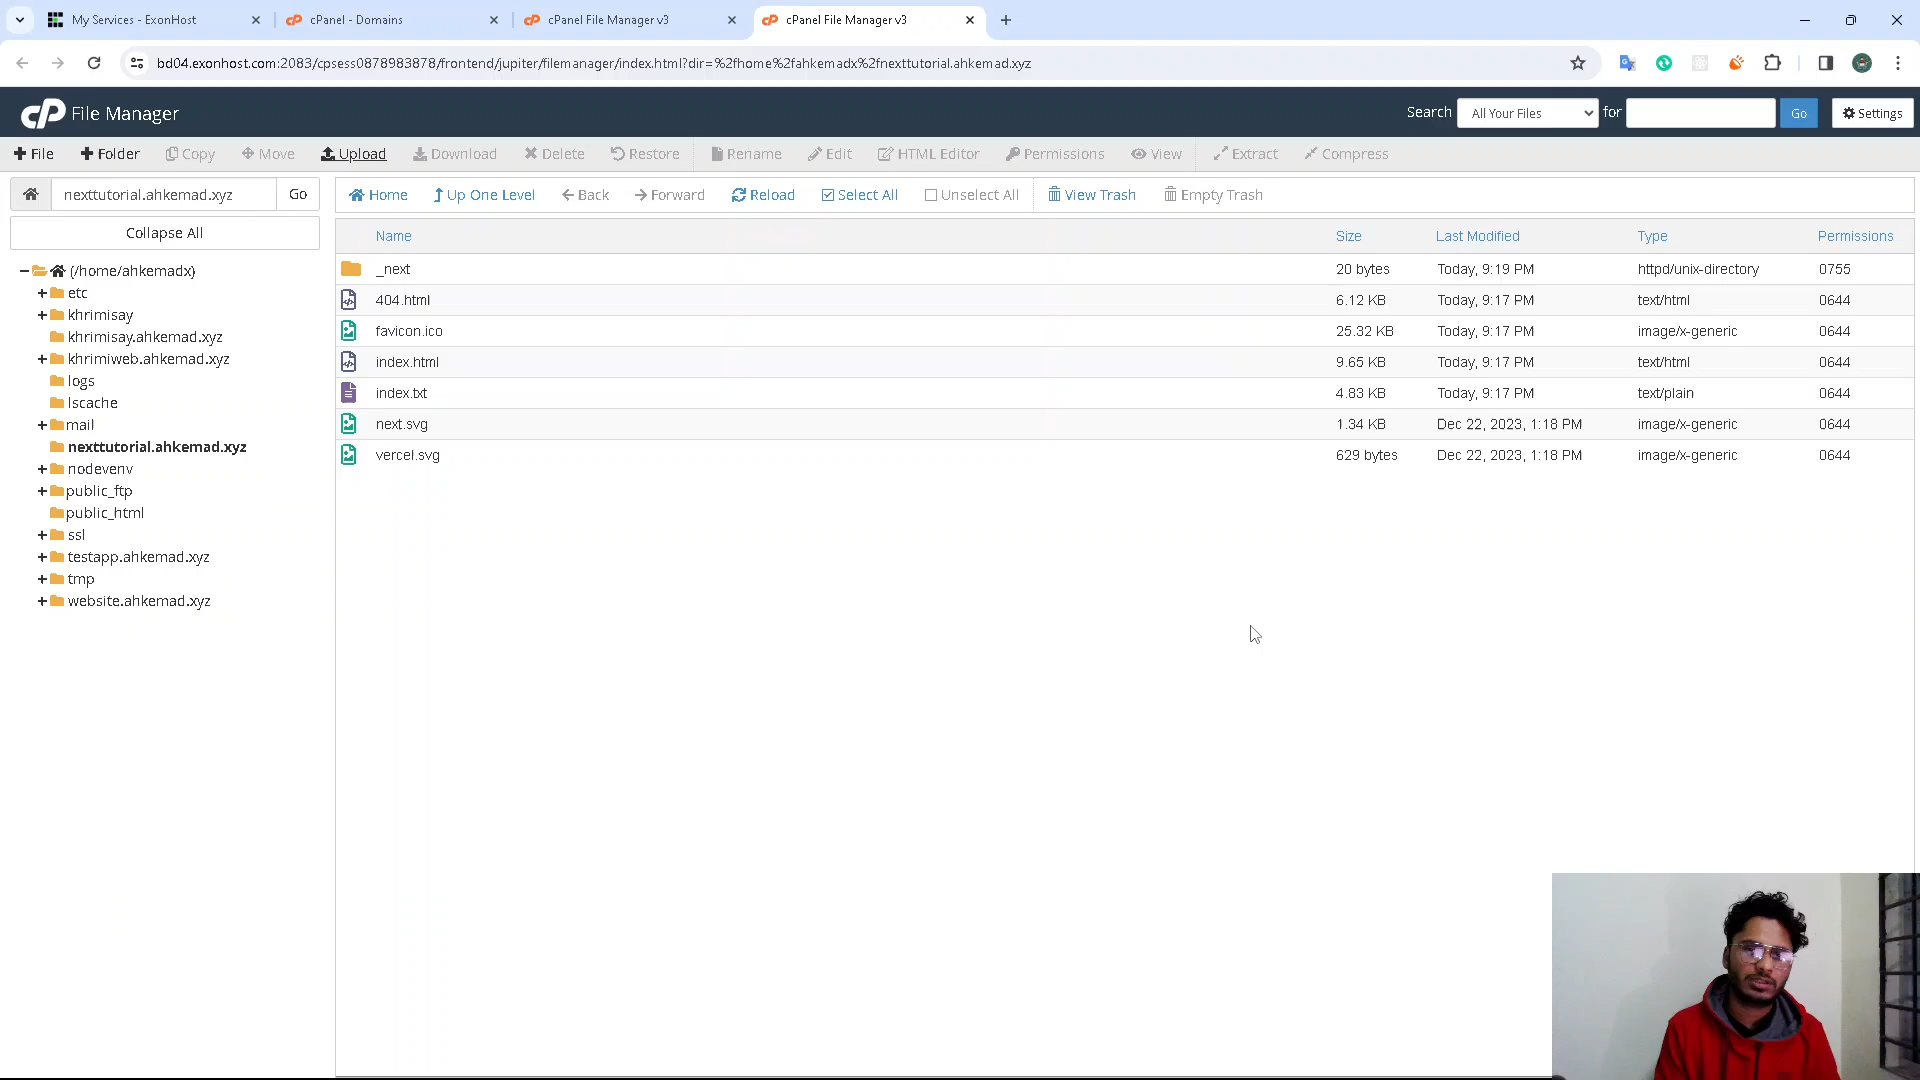 My Services - ExonHost
cPanel - Domains
cPanel File Manager v3
cPanel File Manager v3
bd04.exonhost.com:2083/cpsess0878983878/frontend/jupiter/filemanager/index.html?dir=%2fhome%2fahkemadx%2fnexttutorial.ahkemad.xyz
cP File Manager
Search All Your Files for Go Settings
File Folder Copy Move Upload Download Delete Restore Rename Edit HTML Editor Permissions View Extract Compress
nexttutorial.ahkemad.xyz Go
Home Up One Level Back Forward Reload Select All Unselect All View Trash Empty Trash
Collapse All
(/home/ahkemadx)
etc
khrimisay
khrimisay.ahkemad.xyz
khrimiweb.ahkemad.xyz
logs
lscache
mail
nexttutorial.ahkemad.xyz
nodevenv
public_ftp
public_html
ssl
testapp.ahkemad.xyz
tmp
website.ahkemad.xyz
Name Size Last Modified Type Permissions
_next 20 bytes Today, 9:19 PM httpd/unix-directory 0755
404.html 6.12 KB Today, 9:17 PM text/html 0644
favicon.ico 25.32 KB Today, 9:17 PM image/x-generic 0644
index.html 9.65 KB Today, 9:17 PM text/html 0644
index.txt 4.83 KB Today, 9:17 PM text/plain 0644
next.svg 1.34 KB Dec 22, 2023, 1:18 PM image/x-generic 0644
vercel.svg 629 bytes Dec 22, 2023, 1:18 PM image/x-generic 0644